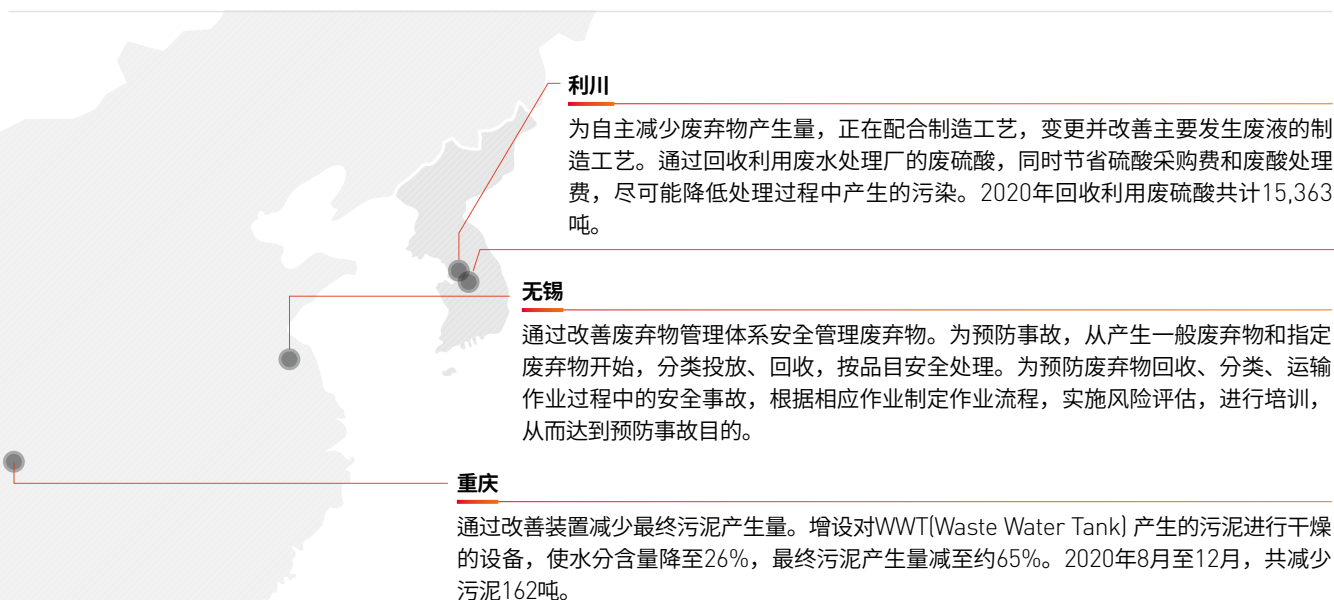 利川
为自主减少废弃物产生量，正在配合制造工艺，变更并改善主要发生废液的制
造工艺。通过回收利用废水处理厂的废硫酸，同时节省硫酸采购费和废酸处理
费，尽可能降低处理过程中产生的污染。2020年回收利用废硫酸共计15,363
吨。
无锡
通过改善废弃物管理体系安全管理废弃物。为预防事故，从产生一般废弃物和指定
废弃物开始，分类投放、回收，按品目安全处理。为预防废弃物回收、分类、运输
作业过程中的安全事故，根据相应作业制定作业流程，实施风险评估，进行培训，
从而达到预防事故目的。
重庆
通过改善装置减少最终污泥产生量。增设对WWT(Waste Water Tank) 产生的污泥进行干燥
的设备，使水分含量降至26%，最终污泥产生量减至约65%。2020年8月至12月，共减少
污泥162吨。